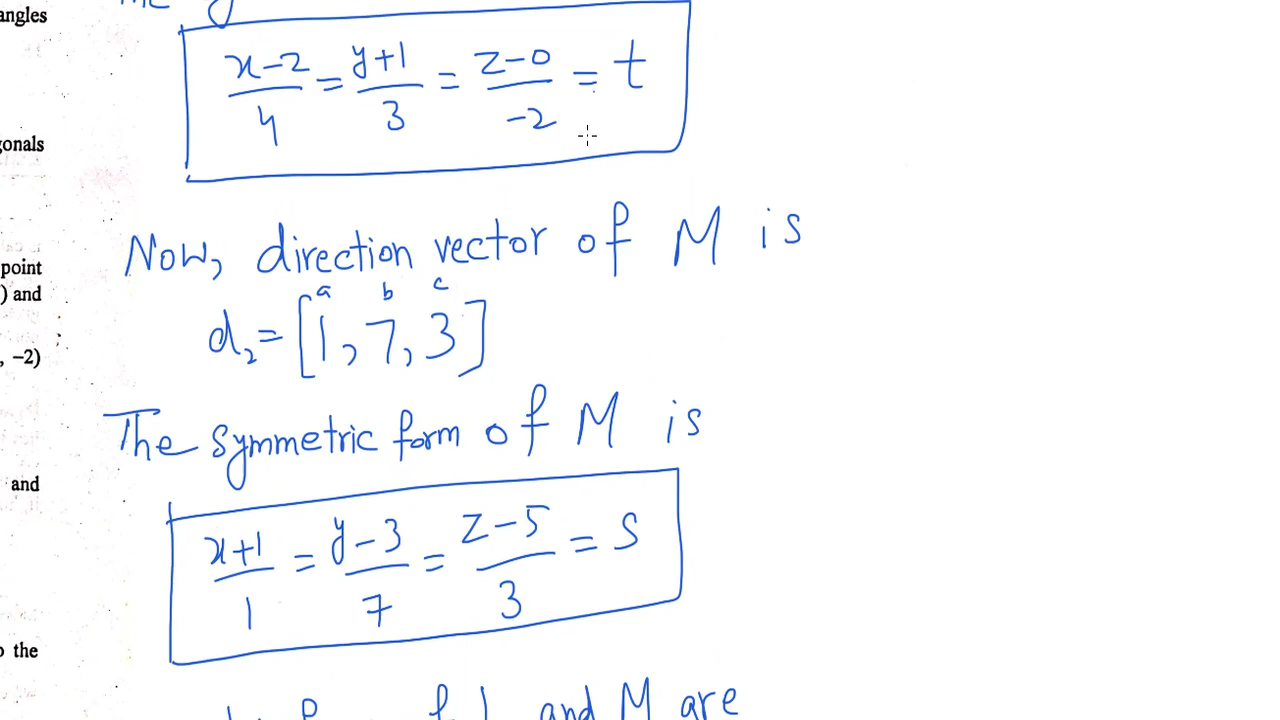 angles
x-2/4 = y+1/3 = z-0/-2 = t
onals
Now, direction vector of M is
point
) and
a b c
d₂ = [1, 7, 3]
, -2)
The symmetric form of M is
and
x+1/1 = y-3/7 = z-5/3 = s
o the
and M are